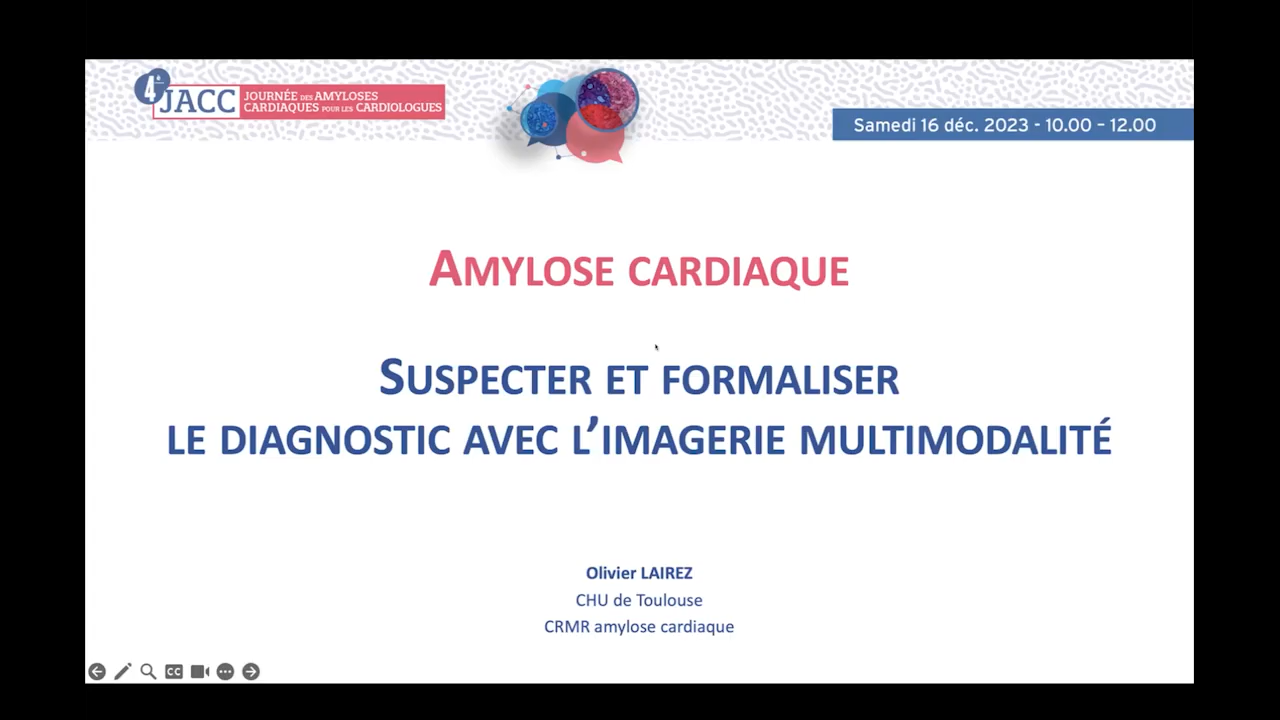 4e
JACC
JOURNÉE DES AMYLOSES
CARDIAQUES POUR LES CARDIOLOGUES
Samedi 16 déc. 2023 - 10.00 – 12.00
AMYLOSE CARDIAQUE
SUSPECTER ET FORMALISER
LE DIAGNOSTIC AVEC L’IMAGERIE MULTIMODALITÉ
Olivier LAIREZ
CHU de Toulouse
CRMR amylose cardiaque
CC